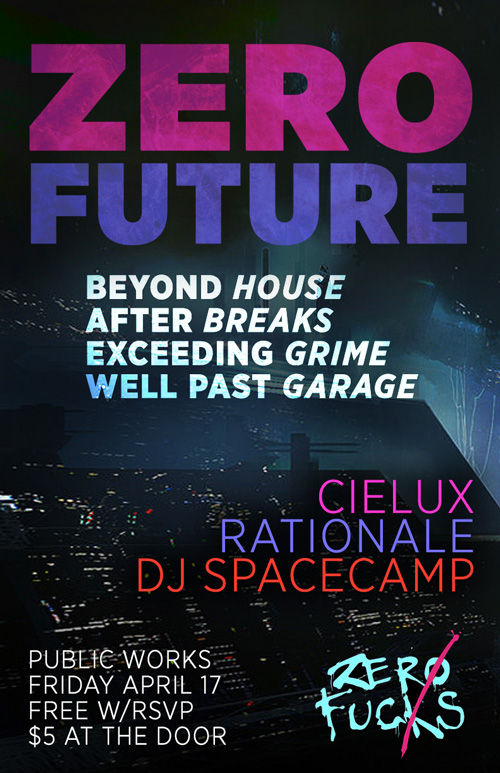 ZERO
FUTURE
BEYOND HOUSE
AFTER BREAKS
EXCEEDING GRIME
WELL PAST GARAGE
CIELUX
RATIONALE
DJ SPACECAMP
PUBLIC WORKS
FRIDAY APRIL 17
FREE W/RSVP
$5 AT THE DOOR
ZERO
FUCKS